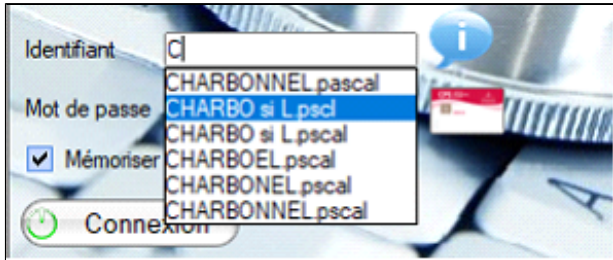 Identifiant C
CHARBONNEL.pascal
Mot de passe CHARBO si L.pscl
CHARBO si L.pscal
Mémoriser CHARBOEL.pscal
CHARBONEL.pscal
CHARBONNEL.pscal
Connexion